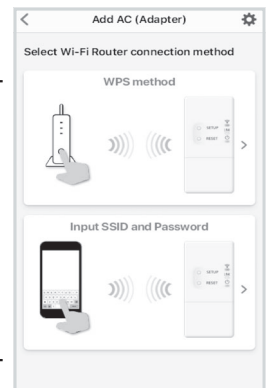 Add AC (Adapter)
Select Wi-Fi Router connection method
WPS method
SETUP
RESET
Input SSID and Password
SETUP
RESET